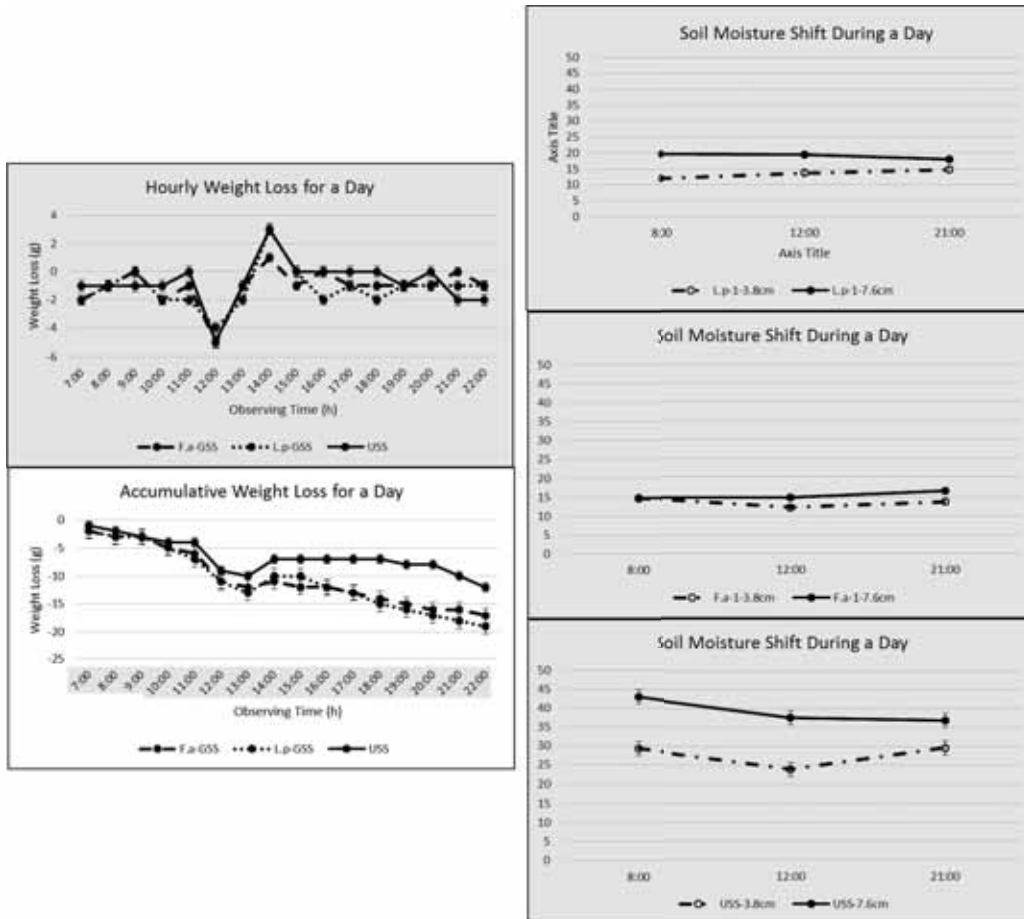 Hourly Weight Loss for a Day
Weight Loss (g)
4
2
0
-2
-4
-6
7:00 8:00 9:00 10:00 11:00 12:00 13:00 14:00 15:00 16:00 17:00 18:00 19:00 20:00 21:00 22:00
Observing Time (h)
F.a-GSS L.p-GSS USS
Accumulative Weight Loss for a Day
Weight Loss (g)
0
-5
-10
-15
-20
-25
7:00 8:00 9:00 10:00 11:00 12:00 13:00 14:00 15:00 16:00 17:00 18:00 19:00 20:00 21:00 22:00
Observing Time (h)
F.a-GSS L.p-GSS USS
Soil Moisture Shift During a Day
Axis Title
50
45
40
35
30
25
20
15
10
5
0
8:00 12:00 21:00
Axis Title
L.p-1-3.8cm L.p-1-7.6cm
Soil Moisture Shift During a Day
50
45
40
35
30
25
20
15
10
5
0
8:00 12:00 21:00
F.a-1-3.8cm F.a-1-7.6cm
Soil Moisture Shift During a Day
50
45
40
35
30
25
20
15
10
5
0
8:00 12:00 21:00
USS-3.8cm USS-7.6cm